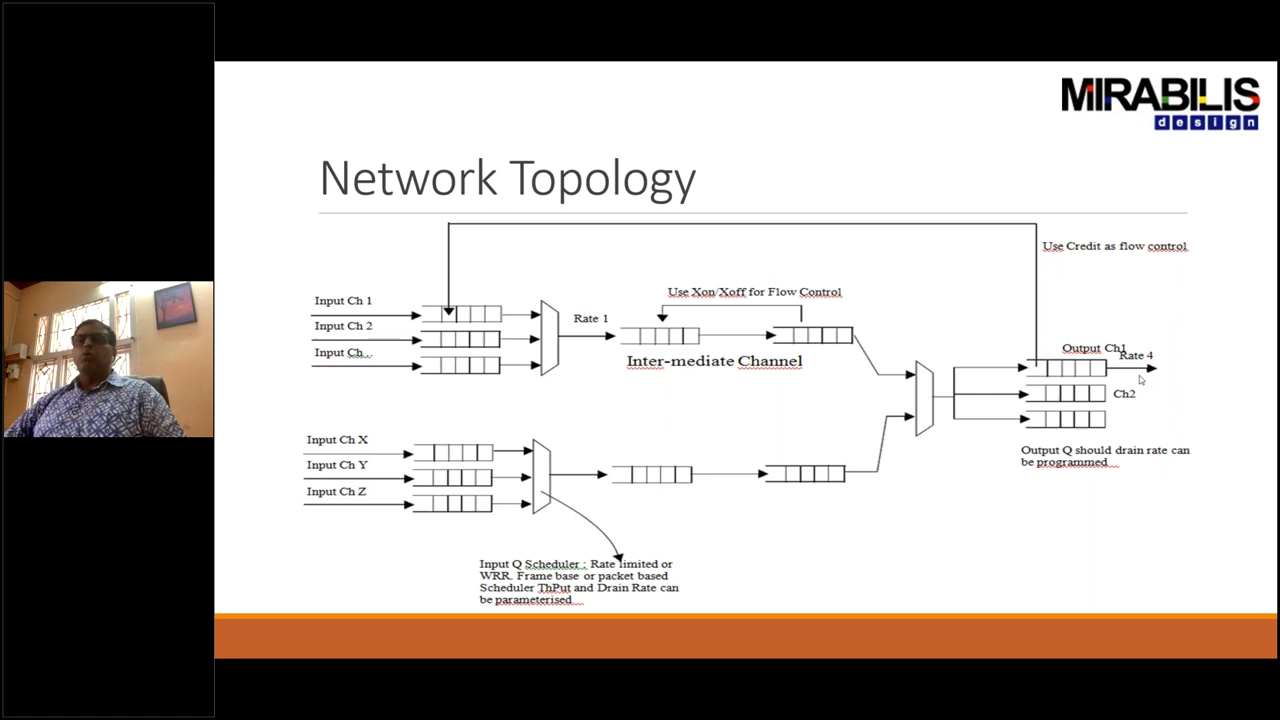 MIRABILIS
design
Network Topology
Use Credit as flow control
Input Ch 1
Input Ch 2
Input Ch..
Rate 1
Use Xon/Xoff for Flow Control
Inter-mediate Channel
Output Ch1
Rate 4
Ch2
Output Q should drain rate can
be programmed
Input Ch X
Input Ch Y
Input Ch Z
Input Q Scheduler : Rate limited or
WRR. Frame base or packet based
Scheduler ThPut and Drain Rate can
be parameterised